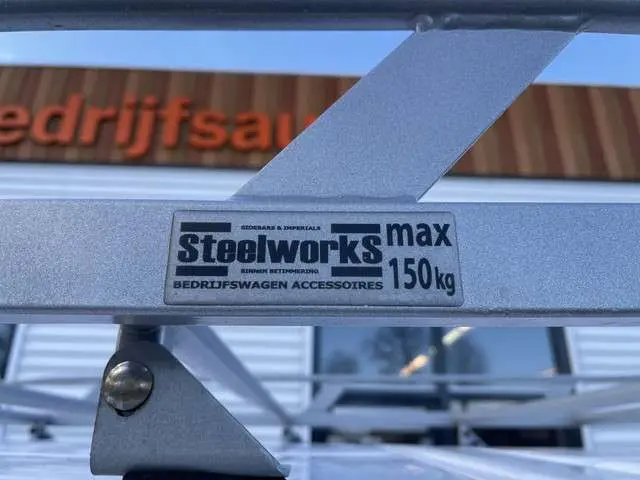 edrijfsau
SIDEBARS & IMPERIALS
SteelworkS
BINNEN BETIMMERING
BEDRIJFSWAGEN ACCESSOIRES
max
150kg